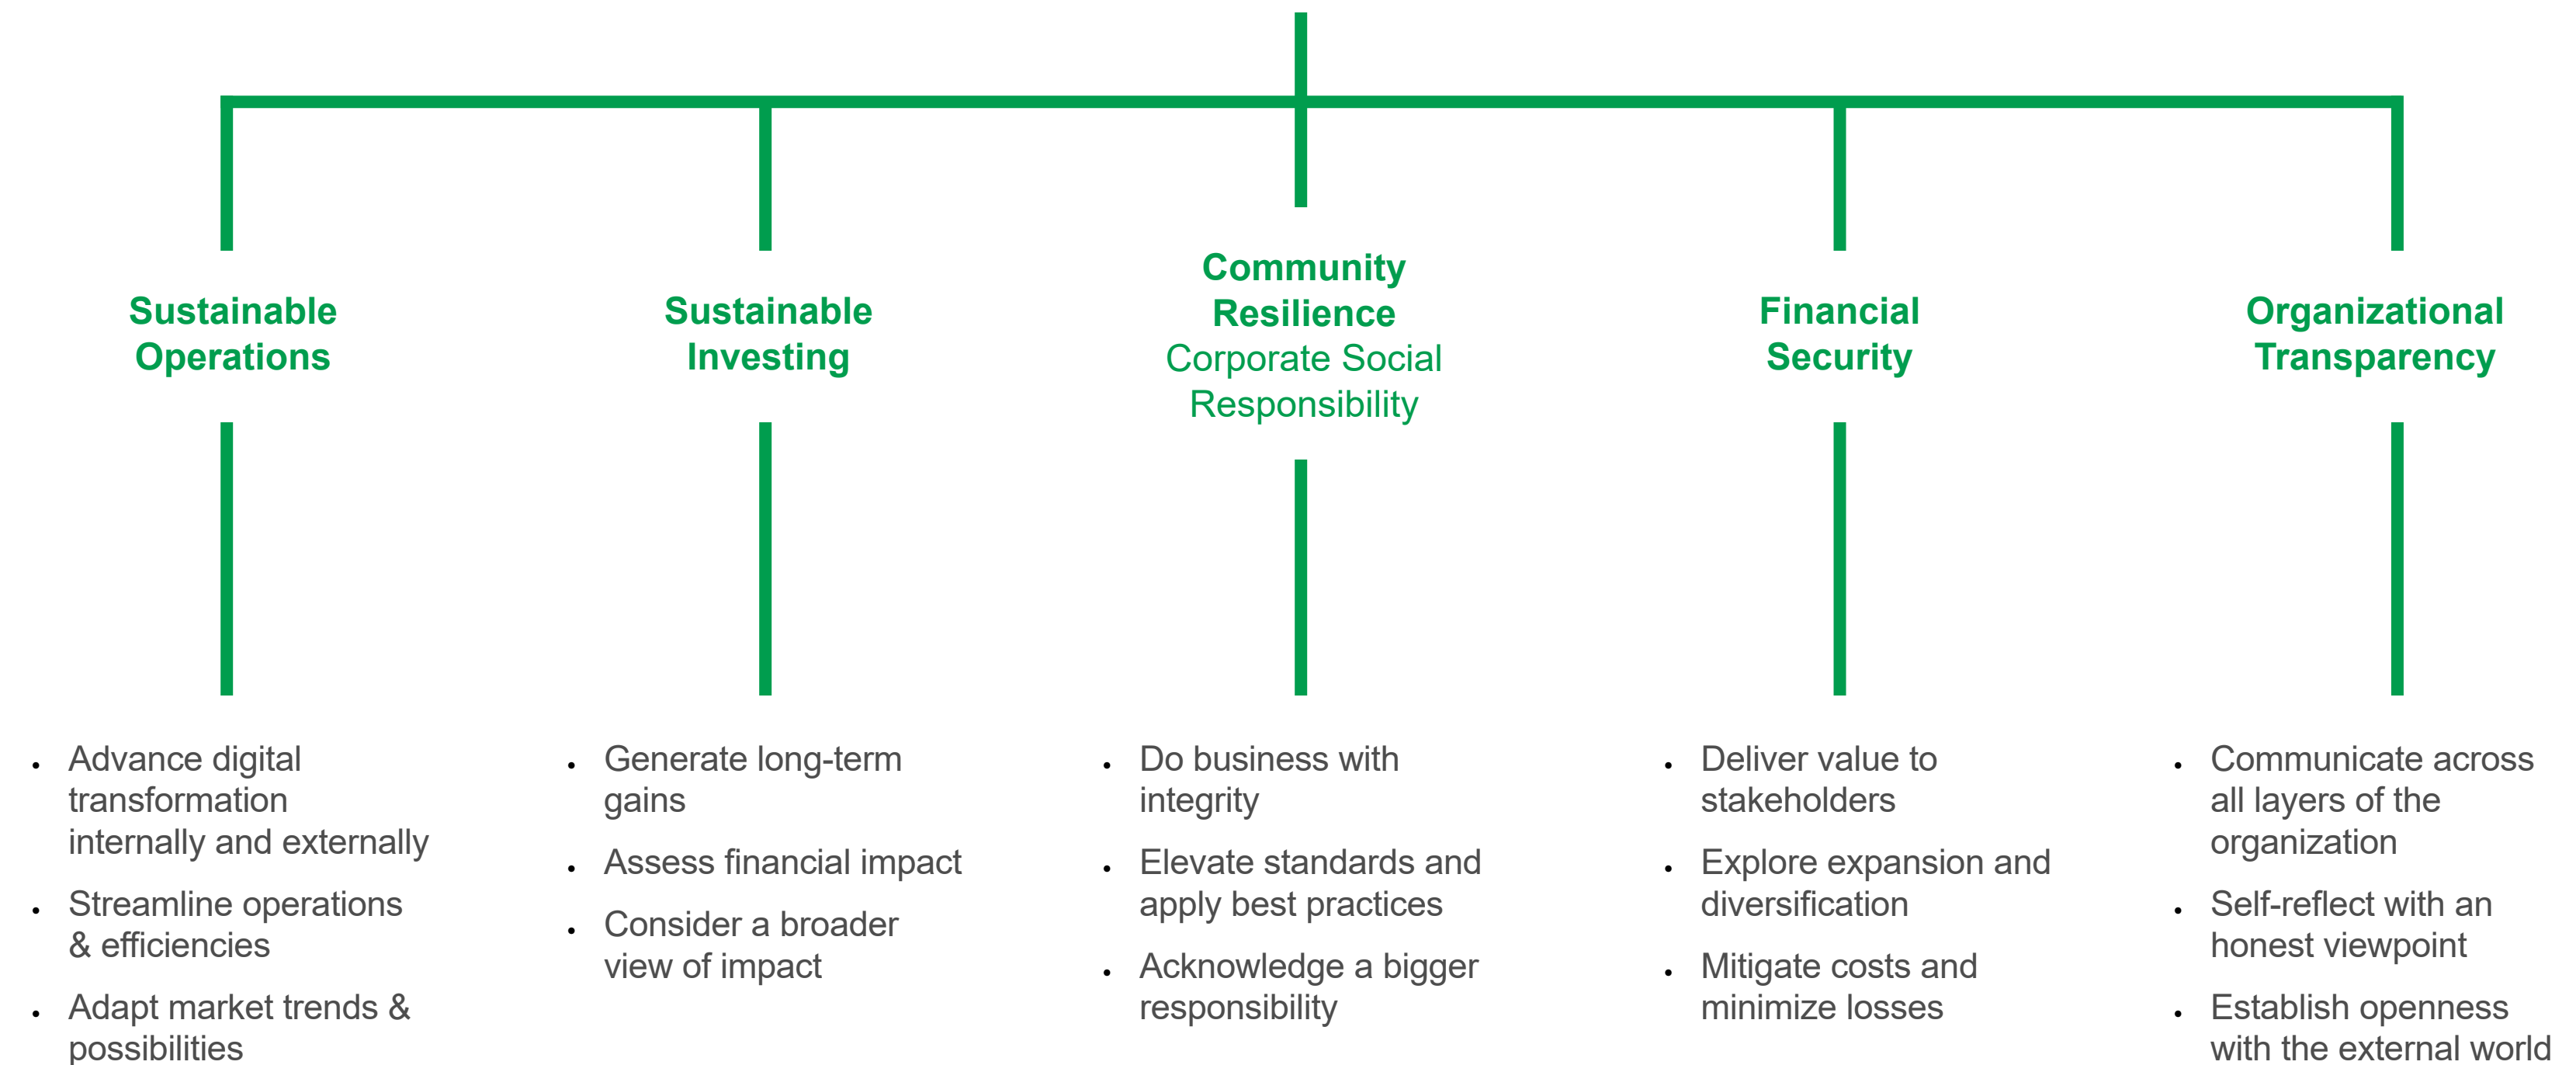 Sustainable
Operations
Sustainable
Investing
Community
Resilience
Corporate Social
Responsibility
Financial
Security
Organizational
Transparency
• Advance digital
transformation
internally and externally
• Streamline operations
& efficiencies
• Adapt market trends &
possibilities
• Generate long-term
gains
• Assess financial impact
• Consider a broader
view of impact
• Do business with
integrity
• Elevate standards and
apply best practices
• Acknowledge a bigger
responsibility
• Deliver value to
stakeholders
• Explore expansion and
diversification
• Mitigate costs and
minimize losses
• Communicate across
all layers of the
organization
• Self-reflect with an
honest viewpoint
• Establish openness
with the external world